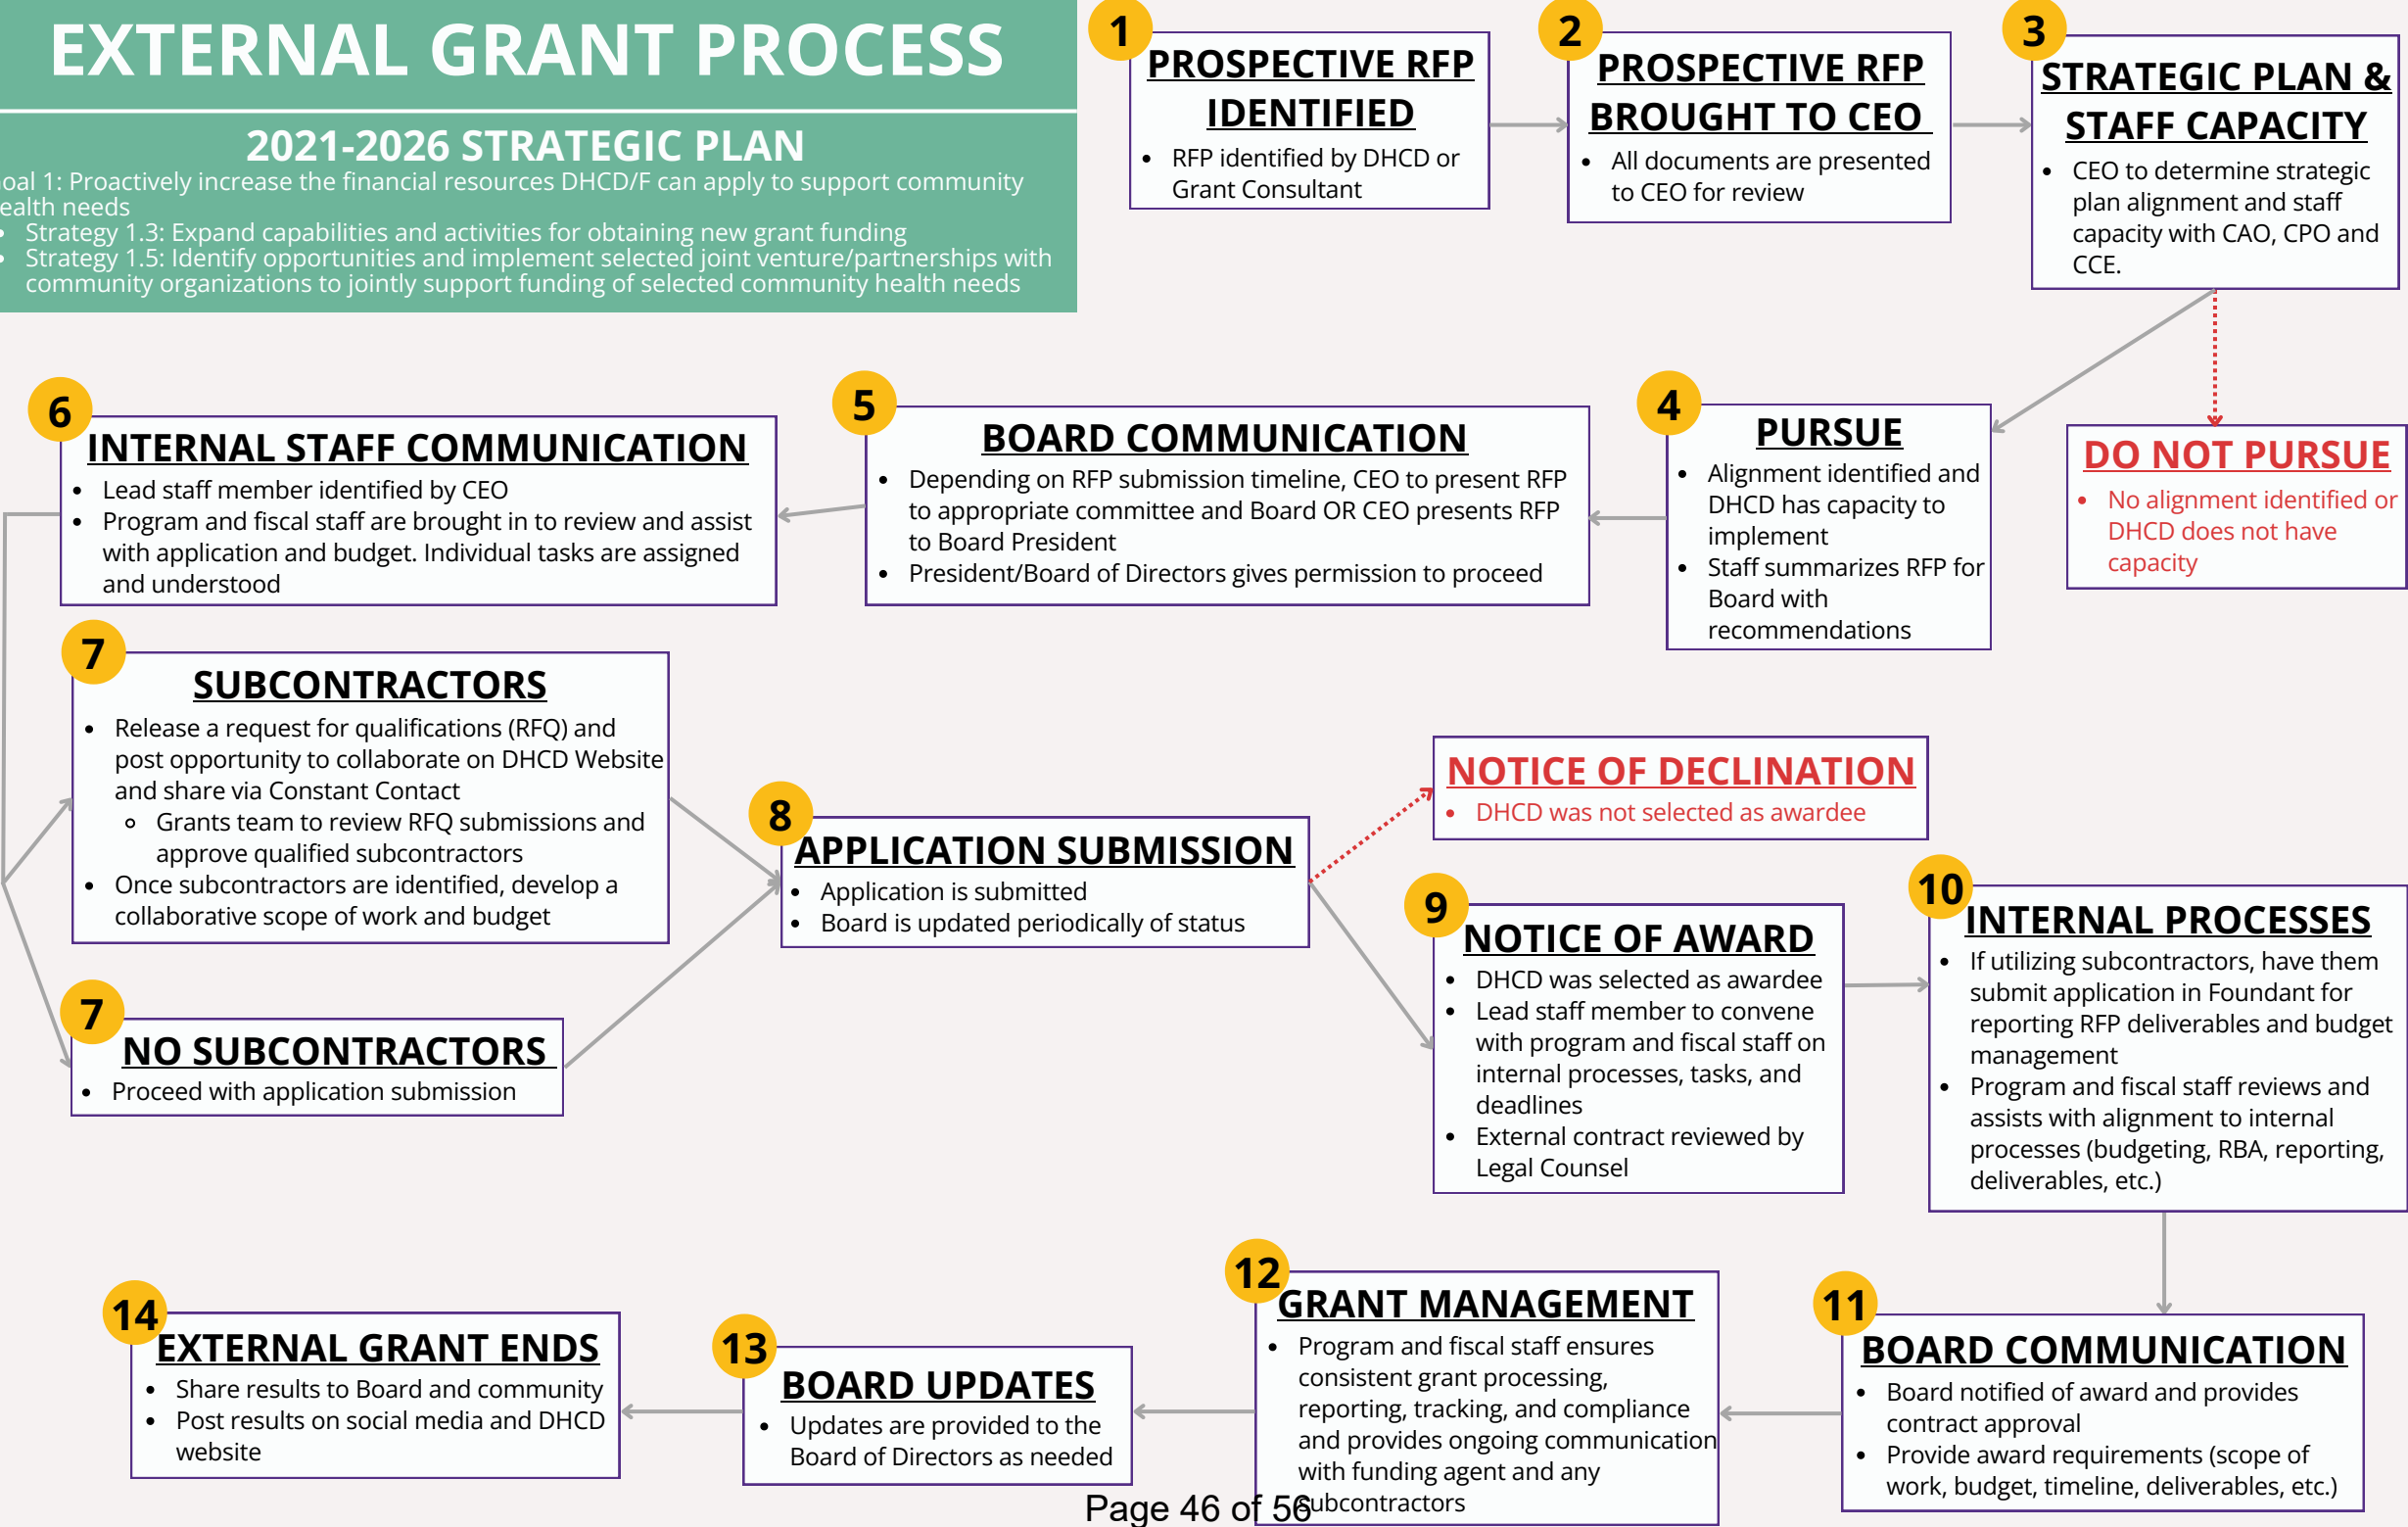 EXTERNAL GRANT PROCESS
2021-2026 STRATEGIC PLAN
oal 1: Proactively increase the financial resources DHCD/F can apply to support community
ealth needs
• Strategy 1.3: Expand capabilities and activities for obtaining new grant funding
• Strategy 1.5: Identify opportunities and implement selected joint venture/partnerships with
community organizations to jointly support funding of selected community health needs
1
PROSPECTIVE RFP
IDENTIFIED
• RFP identified by DHCD or
Grant Consultant
2
PROSPECTIVE RFP
BROUGHT TO CEO
• All documents are presented
to CEO for review
3
STRATEGIC PLAN &
STAFF CAPACITY
• CEO to determine strategic
plan alignment and staff
capacity with CAO, CPO and
CCE.
DO NOT PURSUE
• No alignment identified or
DHCD does not have
capacity
4
PURSUE
• Alignment identified and
DHCD has capacity to
implement
• Staff summarizes RFP for
Board with
recommendations
5
BOARD COMMUNICATION
• Depending on RFP submission timeline, CEO to present RFP
to appropriate committee and Board OR CEO presents RFP
to Board President
• President/Board of Directors gives permission to proceed
6
INTERNAL STAFF COMMUNICATION
• Lead staff member identified by CEO
• Program and fiscal staff are brought in to review and assist
with application and budget. Individual tasks are assigned
and understood
7
SUBCONTRACTORS
• Release a request for qualifications (RFQ) and
post opportunity to collaborate on DHCD Website
and share via Constant Contact
◦ Grants team to review RFQ submissions and
approve qualified subcontractors
• Once subcontractors are identified, develop a
collaborative scope of work and budget
7
NO SUBCONTRACTORS
• Proceed with application submission
8
APPLICATION SUBMISSION
• Application is submitted
• Board is updated periodically of status
NOTICE OF DECLINATION
• DHCD was not selected as awardee
9
NOTICE OF AWARD
• DHCD was selected as awardee
• Lead staff member to convene
with program and fiscal staff on
internal processes, tasks, and
deadlines
• External contract reviewed by
Legal Counsel
10
INTERNAL PROCESSES
• If utilizing subcontractors, have them
submit application in Foundant for
reporting RFP deliverables and budget
management
• Program and fiscal staff reviews and
assists with alignment to internal
processes (budgeting, RBA, reporting,
deliverables, etc.)
11
BOARD COMMUNICATION
• Board notified of award and provides
contract approval
• Provide award requirements (scope of
work, budget, timeline, deliverables, etc.)
12
GRANT MANAGEMENT
• Program and fiscal staff ensures
consistent grant processing,
reporting, tracking, and compliance
and provides ongoing communication
with funding agent and any
subcontractors
13
BOARD UPDATES
• Updates are provided to the
Board of Directors as needed
14
EXTERNAL GRANT ENDS
• Share results to Board and community
• Post results on social media and DHCD
website
Page 46 of 56